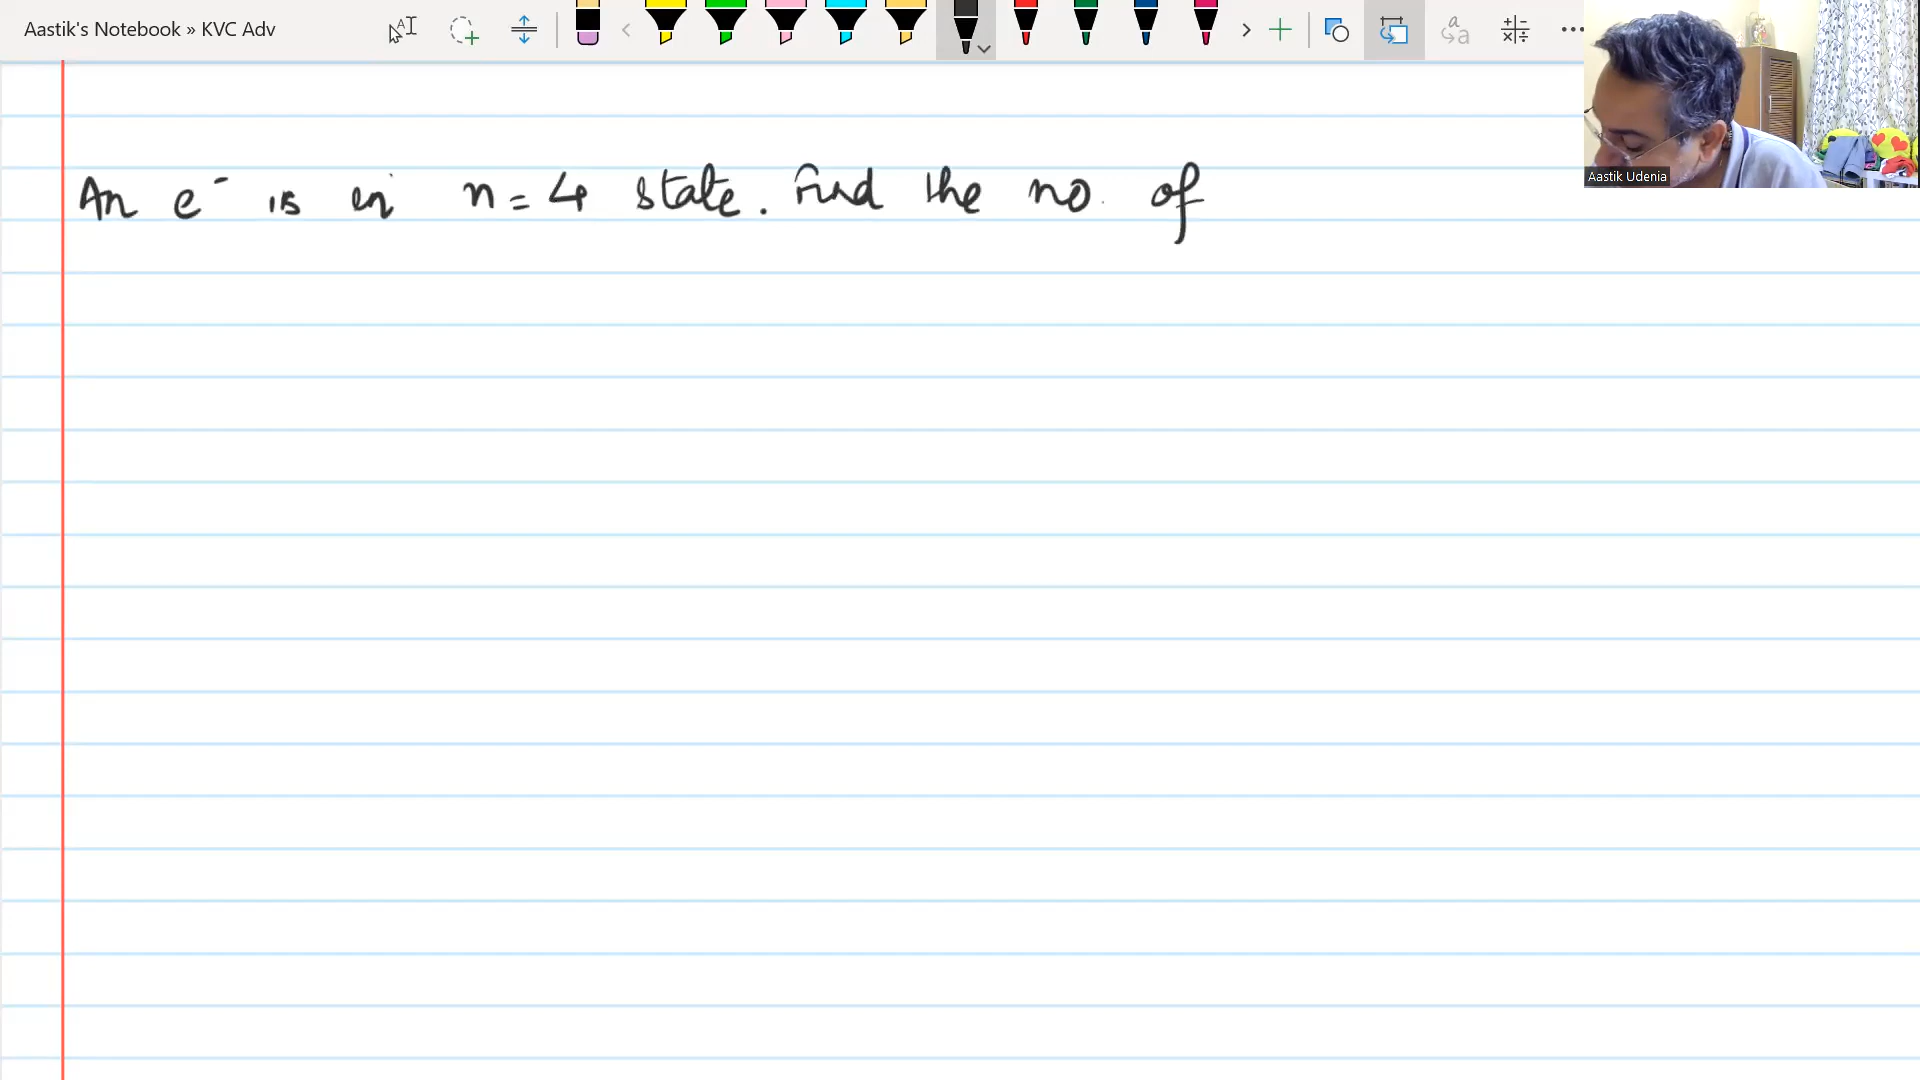 Aastik's Notebook » KVC Adv
Aastik Udenia
An e⁻ is in n = 4 state. Find the no. of